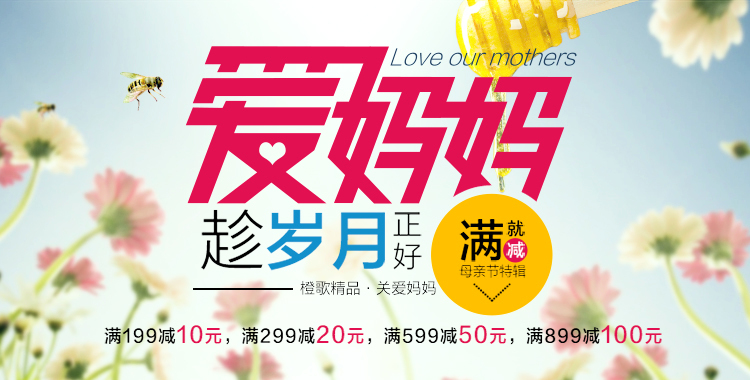 Love our mothers
爱妈妈
趁岁月正好
满就减
母亲节特辑
橙歌精品·关爱妈妈
满199减10元，满299减20元，满599减50元，满899减100元